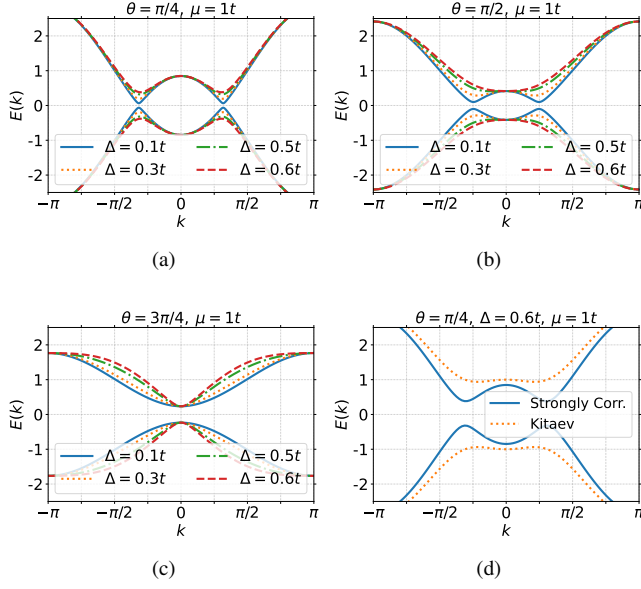 θ = π/4, μ = 1t
θ = π/2, μ = 1t
E(k)
2
1
0
-1
-2
Δ = 0.1t
Δ = 0.3t
Δ = 0.5t
Δ = 0.6t
-π
-π/2
0
π/2
π
k
E(k)
2
1
0
-1
-2
Δ = 0.1t
Δ = 0.3t
Δ = 0.5t
Δ = 0.6t
-π
-π/2
0
π/2
π
k
(a)
(b)
θ = 3π/4, μ = 1t
θ = π/4, Δ = 0.6t, μ = 1t
E(k)
2
1
0
-1
-2
Δ = 0.1t
Δ = 0.3t
Δ = 0.5t
Δ = 0.6t
-π
-π/2
0
π/2
π
k
E(k)
2
1
0
-1
-2
Strongly Corr.
Kitaev
-π
-π/2
0
π/2
π
k
(c)
(d)